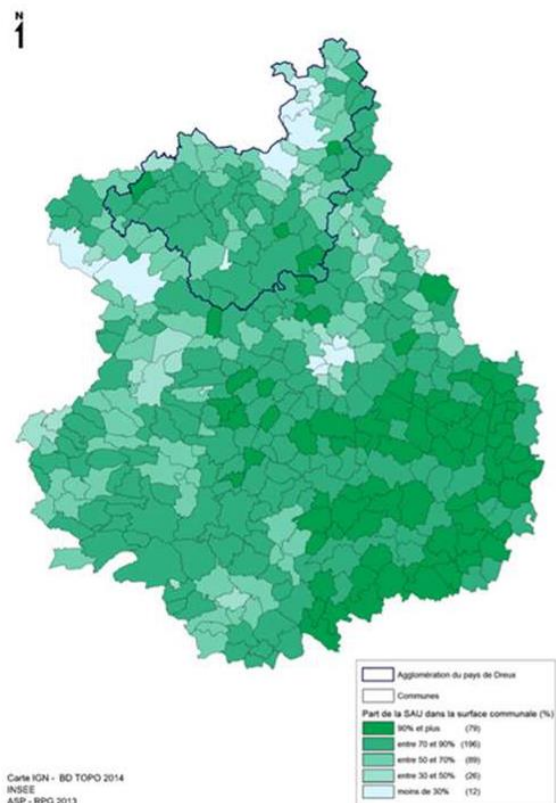 N
Agglomération du pays de Dreux
Communes
Part de la SAU dans la surface communale (%)
90% et plus (79)
entre 70 et 90% (196)
entre 50 et 70% (89)
entre 30 et 50% (26)
moins de 30% (12)
Carte IGN - BD TOPO 2014
INSEE
ASP - RPG 2013